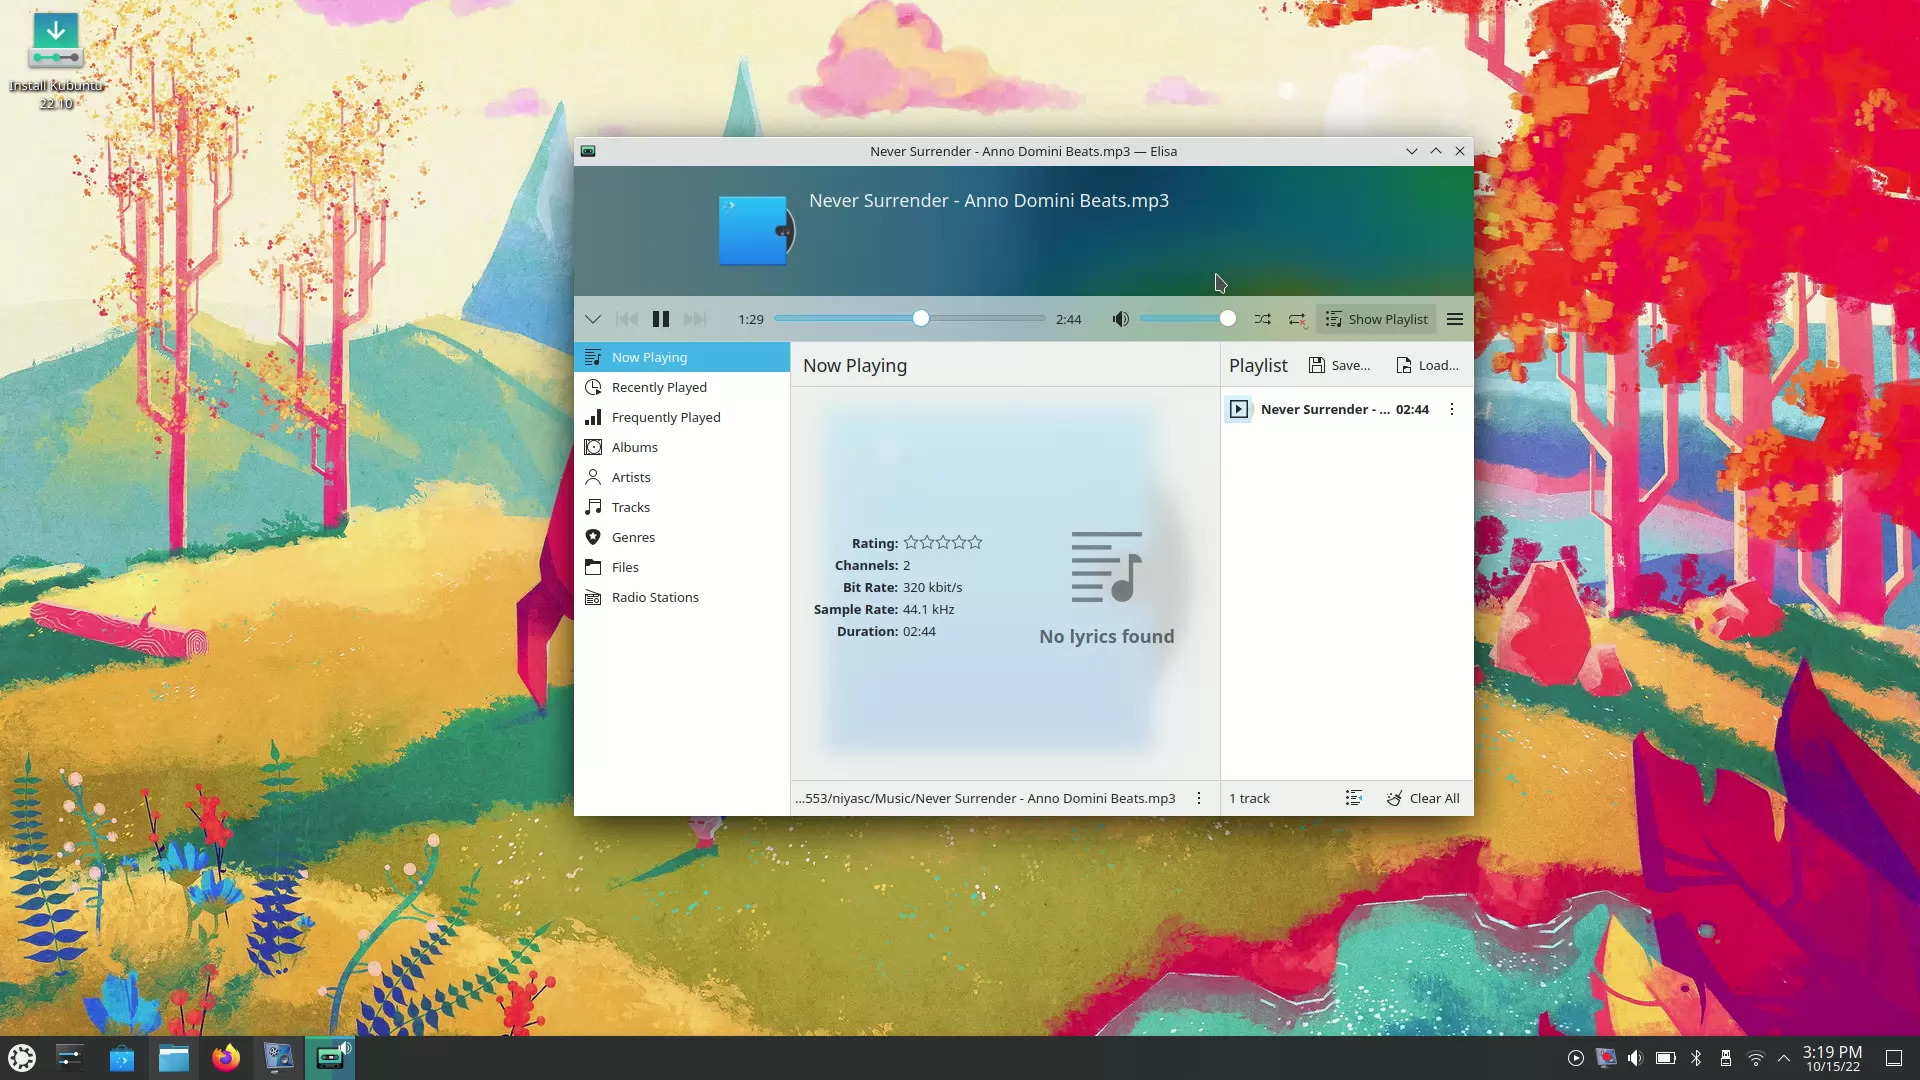 Install Kubuntu
22.10
Never Surrender - Anno Domini Beats.mp3 — Elisa
Never Surrender - Anno Domini Beats.mp3
1:29
2:44
Show Playlist
Now Playing
Recently Played
Frequently Played
Albums
Artists
Tracks
Genres
Files
Radio Stations
Now Playing
Rating:
Channels: 2
Bit Rate: 320 kbit/s
Sample Rate: 44.1 kHz
Duration: 02:44
No lyrics found
...553/niyasc/Music/Never Surrender - Anno Domini Beats.mp3
Playlist Save... Load...
Never Surrender - ... 02:44
1 track Clear All
3:19 PM
10/15/22